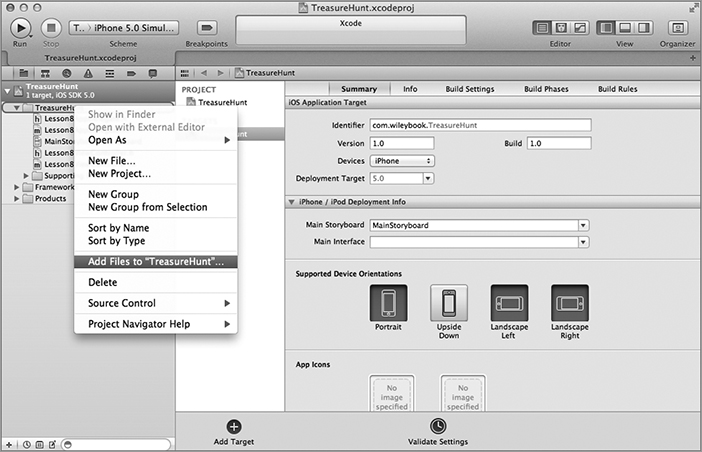 TreasureHunt.xcodeproj
T.. iPhone 5.0 Simul...
Xcode
Run
Stop
Scheme
Breakpoints
Editor
View
Organizer
TreasureHunt.xcodeproj
TreasureHunt
1 target, iOS SDK 5.0
TreasureHu
Lesson8
Lesson8
MainStor
Lesson8
Lesson8
Supporti
Framework
Products
Show in Finder
Open with External Editor
Open As
New File...
New Project...
New Group
New Group from Selection
Sort by Name
Sort by Type
Add Files to “TreasureHunt”...
Delete
Source Control
Project Navigator Help
TreasureHunt
PROJECT
TreasureHunt
Summary
Info
Build Settings
Build Phases
Build Rules
iOS Application Target
Identifier com.wileybook.TreasureHunt
Version 1.0 Build 1.0
Devices iPhone
Deployment Target 5.0
iPhone / iPod Deployment Info
Main Storyboard MainStoryboard
Main Interface
Supported Device Orientations
Portrait
Upside Down
Landscape Left
Landscape Right
App Icons
No image specified
No image specified
Add Target
Validate Settings